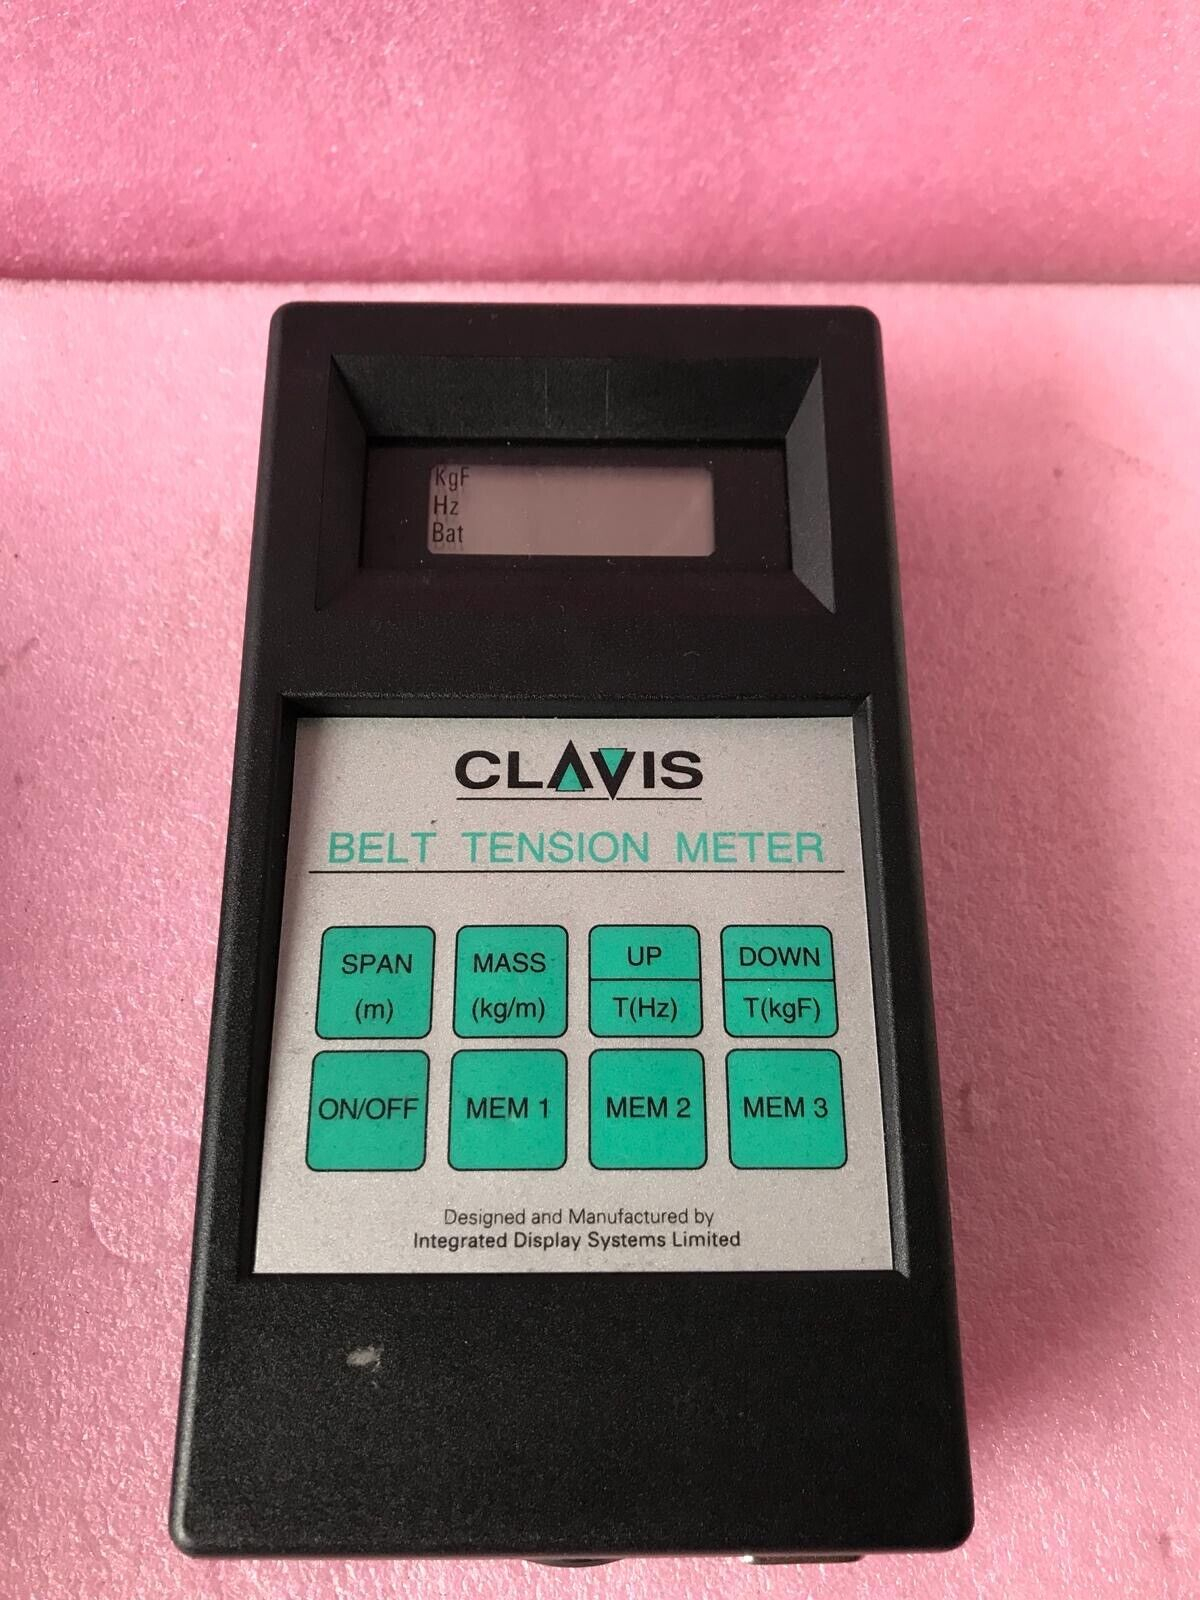 KgF
Hz
Bat
CLAVIS
BELT TENSION METER
SPAN (m)
MASS (kg/m)
UP T(Hz)
DOWN T(kgF)
ON/OFF
MEM 1
MEM 2
MEM 3
Designed and Manufactured by
Integrated Display Systems Limited